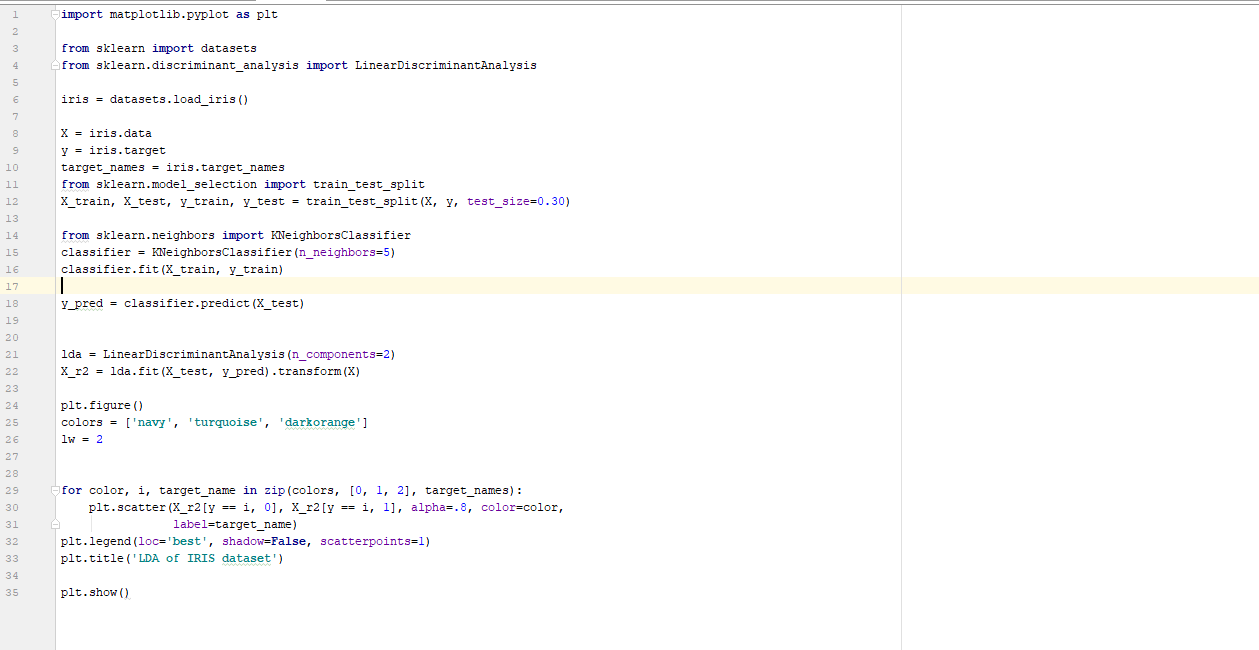 1 import matplotlib.pyplot as plt
2
3 from sklearn import datasets
4 from sklearn.discriminant_analysis import LinearDiscriminantAnalysis
5
6 iris = datasets.load_iris()
7
8 X = iris.data
9 y = iris.target
10 target_names = iris.target_names
11 from sklearn.model_selection import train_test_split
12 X_train, X_test, y_train, y_test = train_test_split(X, y, test_size=0.30)
13
14 from sklearn.neighbors import KNeighborsClassifier
15 classifier = KNeighborsClassifier(n_neighbors=5)
16 classifier.fit(X_train, y_train)
17
18 y_pred = classifier.predict(X_test)
19
20
21 lda = LinearDiscriminantAnalysis(n_components=2)
22 X_r2 = lda.fit(X_test, y_pred).transform(X)
23
24 plt.figure()
25 colors = ['navy', 'turquoise', 'darkorange']
26 lw = 2
27
28
29 for color, i, target_name in zip(colors, [0, 1, 2], target_names):
30     plt.scatter(X_r2[y == i, 0], X_r2[y == i, 1], alpha=.8, color=color,
31                 label=target_name)
32 plt.legend(loc='best', shadow=False, scatterpoints=1)
33 plt.title('LDA of IRIS dataset')
34
35 plt.show()